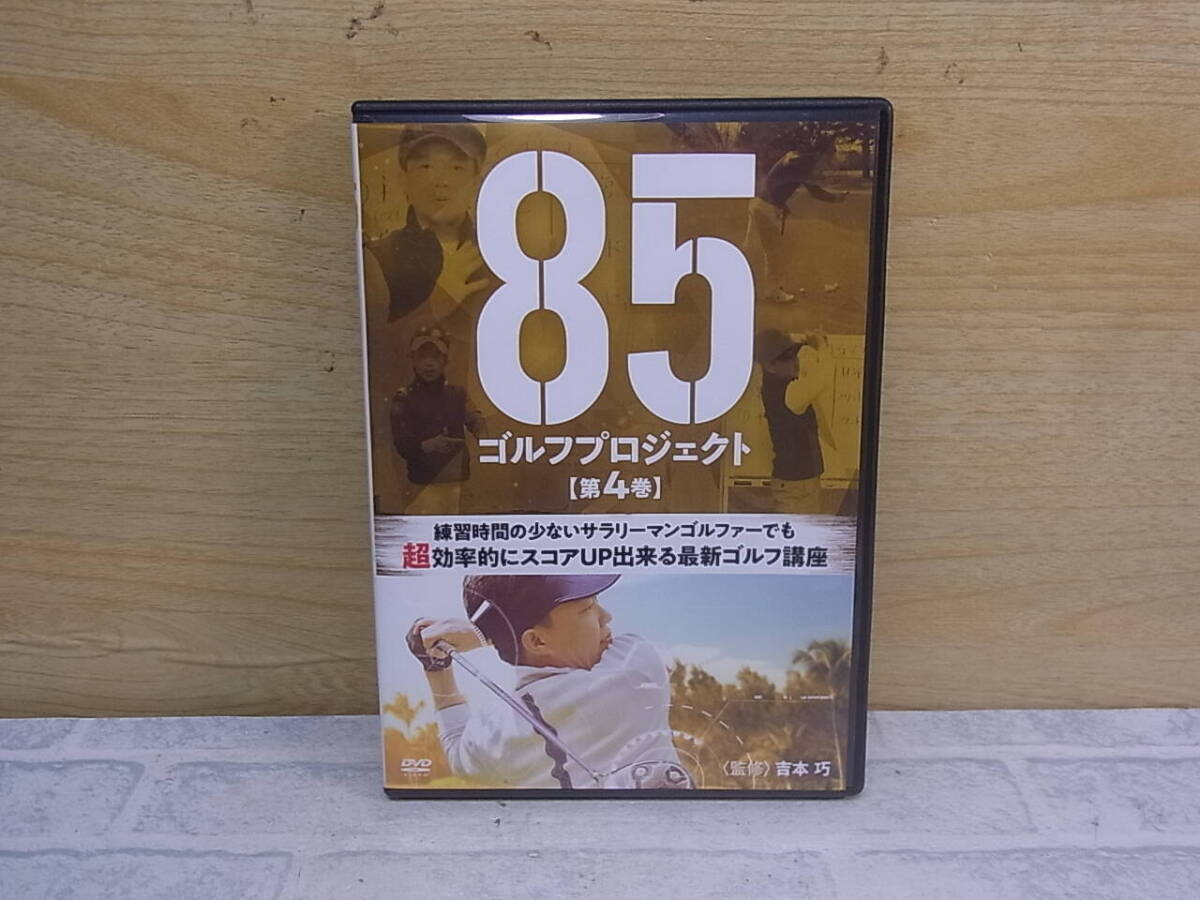 85
ゴルフプロジェクト
【第4巻】
練習時間の少ないサラリーマンゴルファーでも
超効率的にスコアUP出来る最新ゴルフ講座
DVD
〈監修〉吉本 巧